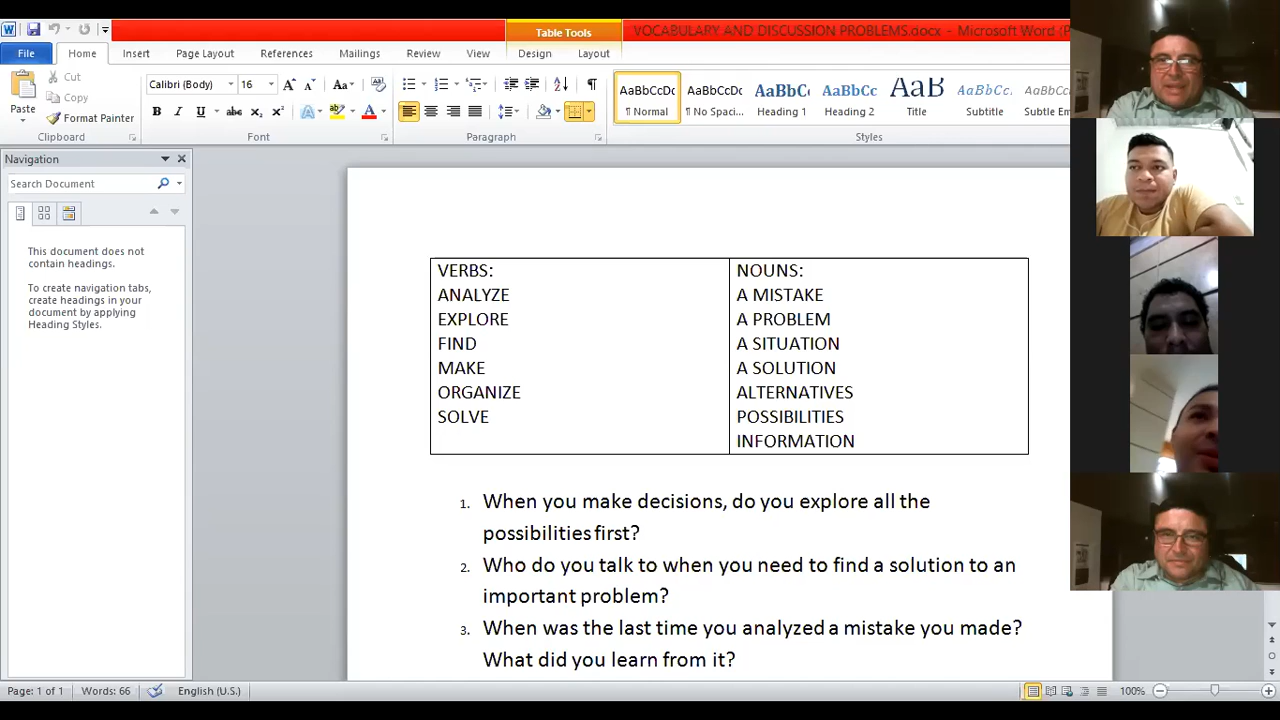 Table Tools
VOCABULARY AND DISCUSSION PROBLEMS.docx - Microsoft Word (P
File Home Insert Page Layout References Mailings Review View Design Layout
Paste
Cut
Copy
Format Painter
Clipboard
Calibri (Body) 16
Font
Paragraph
AaBbCcDc AaBbCcDc AaBbC AaBbCc AaB AaBbCc. AaBbCc
¶ Normal ¶ No Spaci... Heading 1 Heading 2 Title Subtitle Subtle Em
Styles
Navigation
Search Document
This document does not
contain headings.
To create navigation tabs,
create headings in your
document by applying
Heading Styles.
VERBS:
ANALYZE
EXPLORE
FIND
MAKE
ORGANIZE
SOLVE
NOUNS:
A MISTAKE
A PROBLEM
A SITUATION
A SOLUTION
ALTERNATIVES
POSSIBILITIES
INFORMATION
1. When you make decisions, do you explore all the
possibilities first?
2. Who do you talk to when you need to find a solution to an
important problem?
3. When was the last time you analyzed a mistake you made?
What did you learn from it?
Page: 1 of 1 Words: 66 English (U.S.) 100%